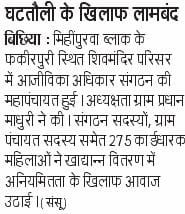 घटतौली के खिलाफ लामबंद
बिछिया : मिहींपुरवा ब्लाक के
फकीरपुरी स्थित शिवमंदिर परिसर
में आजीविका अधिकार संगठन की
महापंचायत हुई । अध्यक्षता ग्राम प्रधान
माधुरी ने की । संगठन सदस्यों, ग्राम
पंचायत सदस्य समेत 275 कार्डधारक
महिलाओं ने खाद्यान्न वितरण में
अनियमितता के खिलाफ आवाज
उठाई । ( संसू)